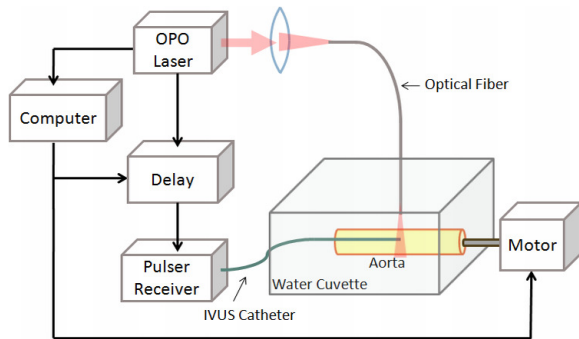 OPO
Laser
Optical Fiber
Computer
Delay
Motor
Pulser
Receiver
Aorta
Water Cuvette
IVUS Catheter